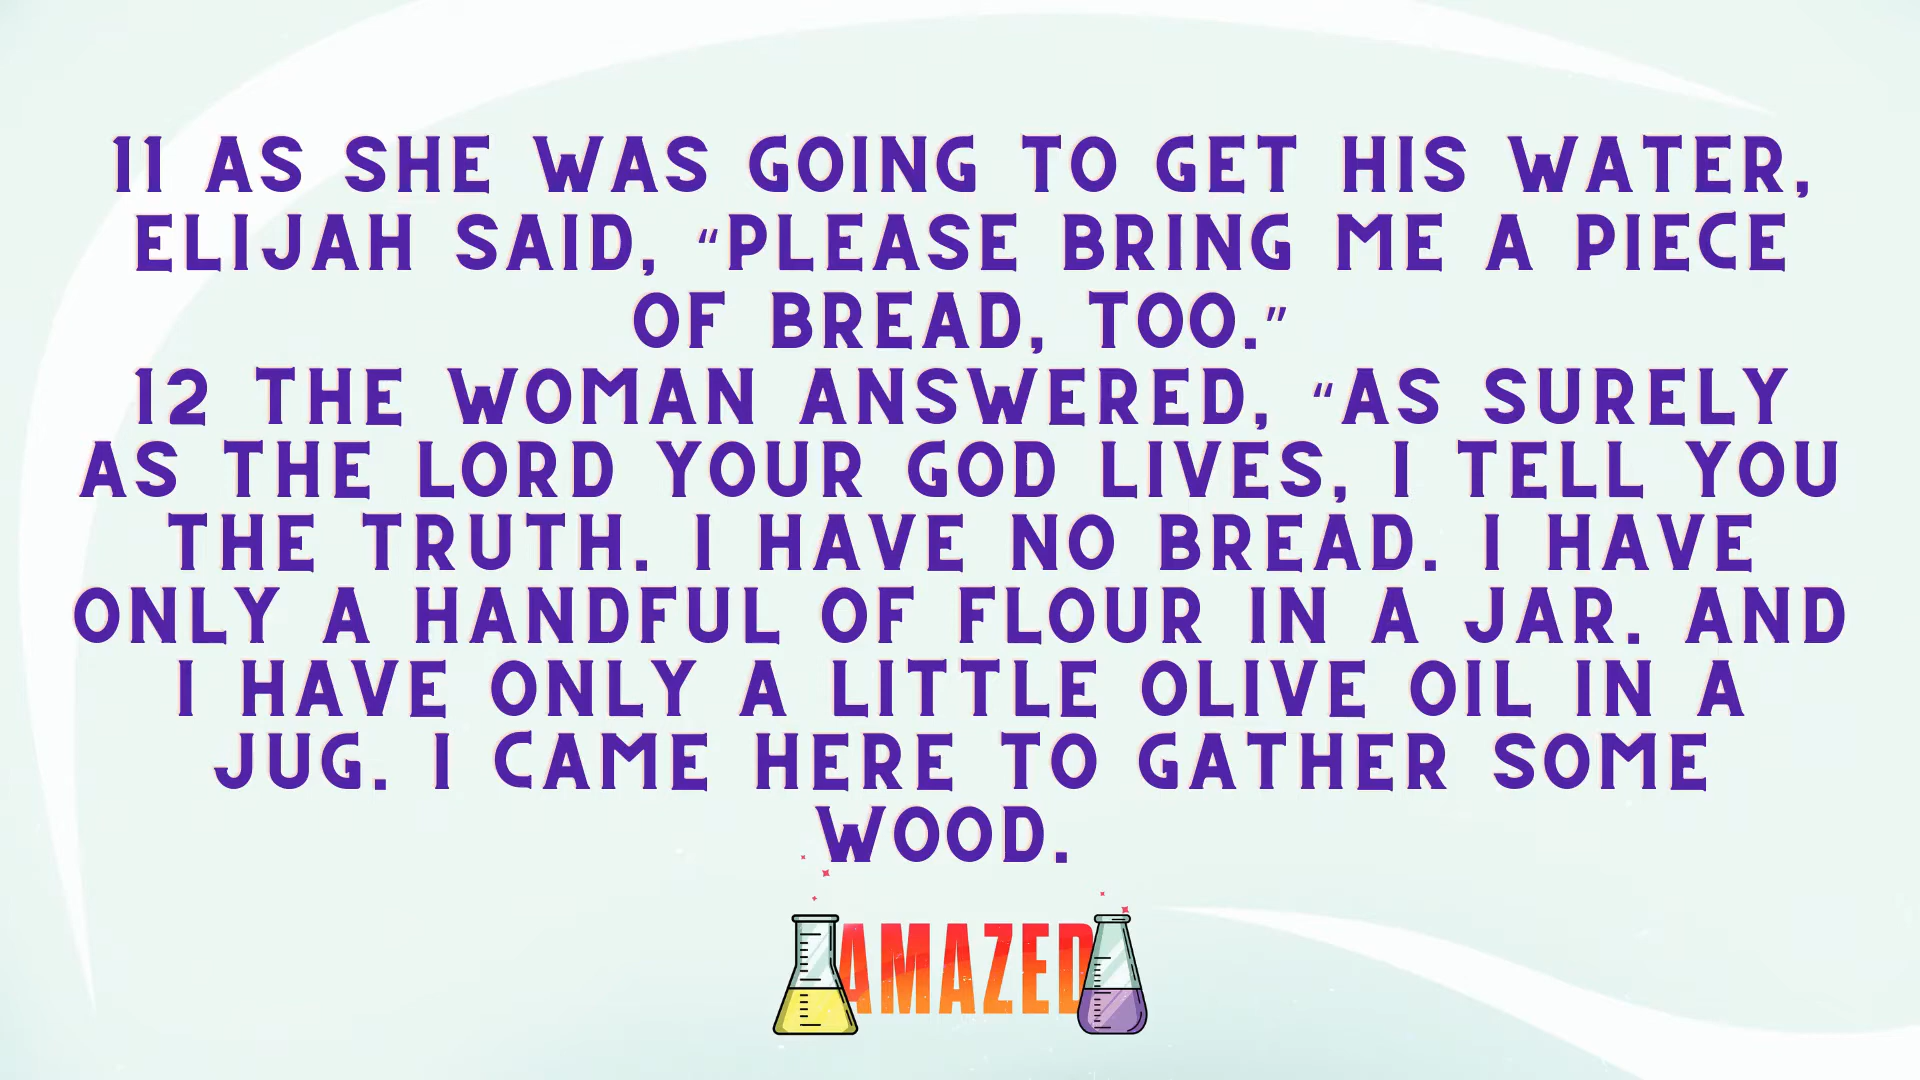 11 AS SHE WAS GOING TO GET HIS WATER,
ELIJAH SAID, “PLEASE BRING ME A PIECE
OF BREAD, TOO.”
12 THE WOMAN ANSWERED, “AS SURELY
AS THE LORD YOUR GOD LIVES, I TELL YOU
THE TRUTH. I HAVE NO BREAD. I HAVE
ONLY A HANDFUL OF FLOUR IN A JAR. AND
I HAVE ONLY A LITTLE OLIVE OIL IN A
JUG. I CAME HERE TO GATHER SOME
WOOD.
AMAZED